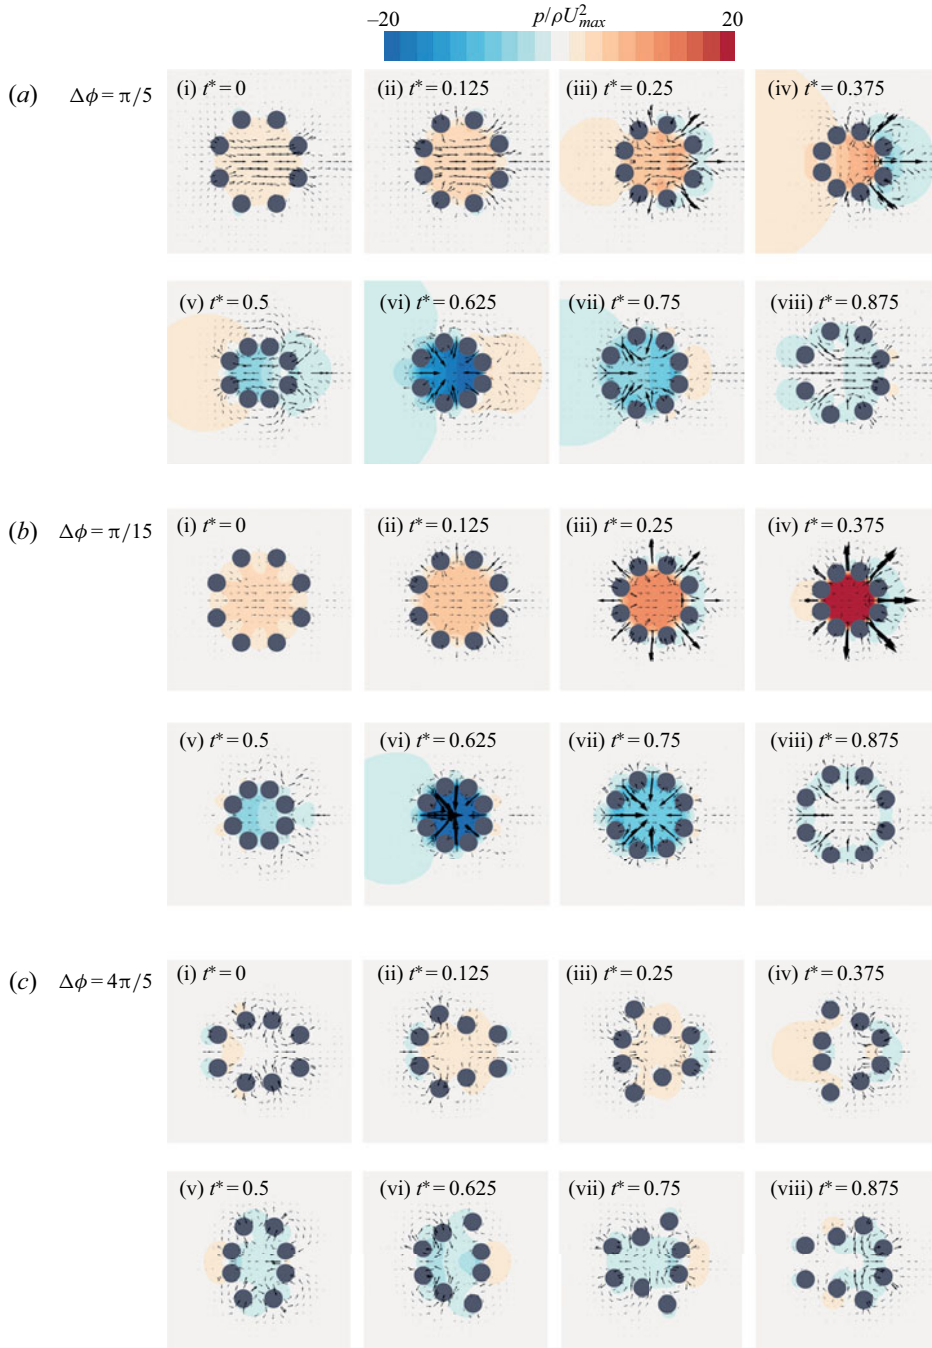 p/ρU²max
–20 20
(a) Δϕ = π/5
(i) t* = 0 (ii) t* = 0.125 (iii) t* = 0.25 (iv) t* = 0.375
(v) t* = 0.5 (vi) t* = 0.625 (vii) t* = 0.75 (viii) t* = 0.875
(b) Δϕ = π/15
(i) t* = 0 (ii) t* = 0.125 (iii) t* = 0.25 (iv) t* = 0.375
(v) t* = 0.5 (vi) t* = 0.625 (vii) t* = 0.75 (viii) t* = 0.875
(c) Δϕ = 4π/5
(i) t* = 0 (ii) t* = 0.125 (iii) t* = 0.25 (iv) t* = 0.375
(v) t* = 0.5 (vi) t* = 0.625 (vii) t* = 0.75 (viii) t* = 0.875